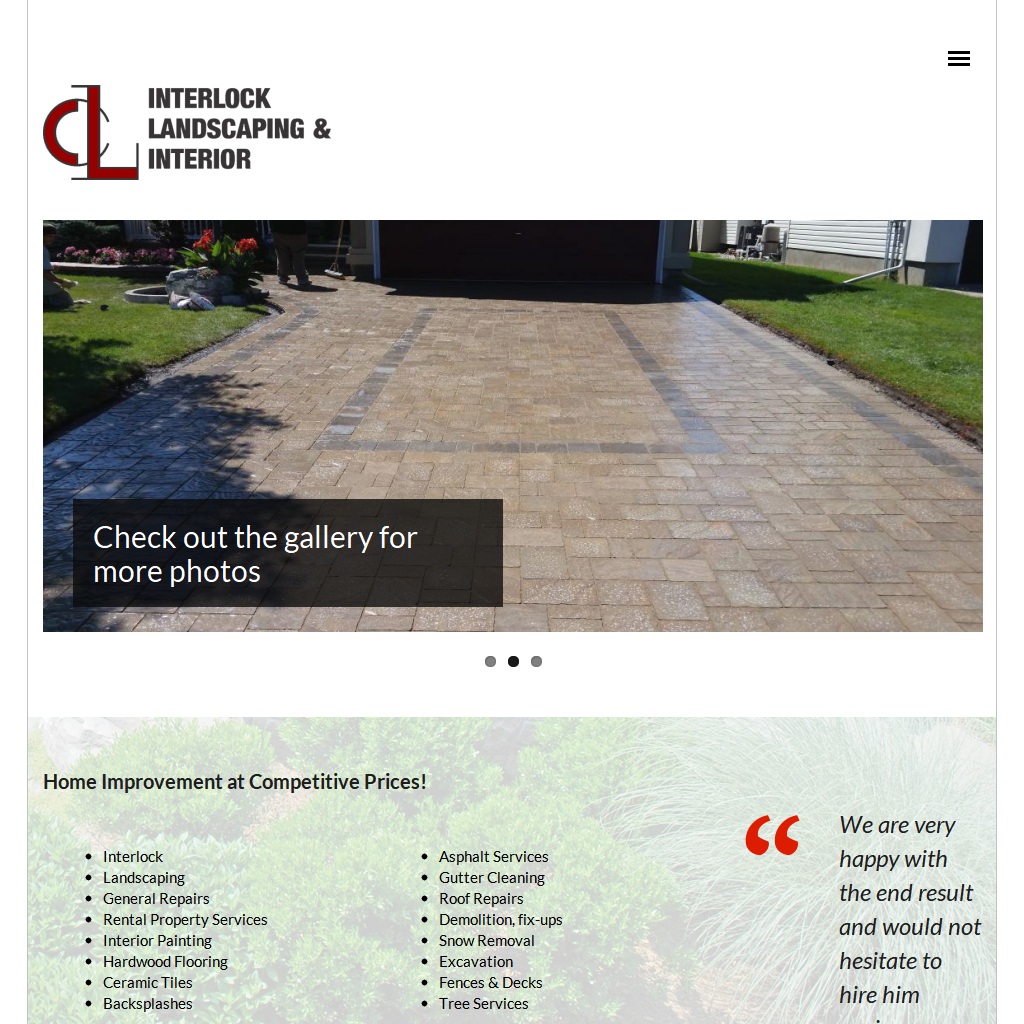 INTERLOCK
LANDSCAPING &
INTERIOR
Check out the gallery for
more photos
Home Improvement at Competitive Prices!
Interlock
Landscaping
General Repairs
Rental Property Services
Interior Painting
Hardwood Flooring
Ceramic Tiles
Backsplashes
Asphalt Services
Gutter Cleaning
Roof Repairs
Demolition, fix-ups
Snow Removal
Excavation
Fences & Decks
Tree Services
“ We are very
happy with
the end result
and would not
hesitate to
hire him